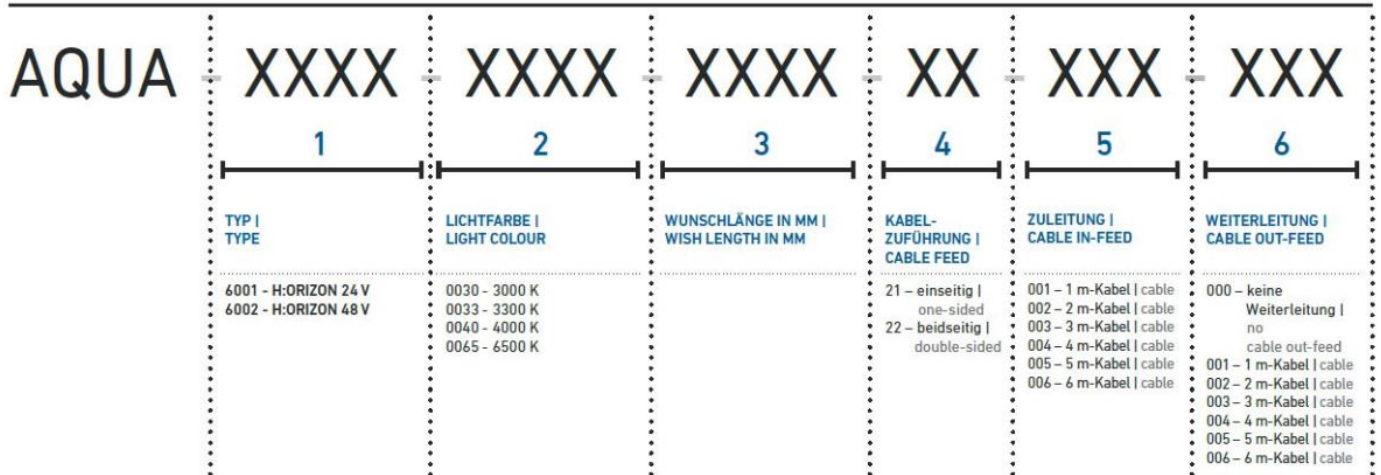 AQUA - XXXX - XXXX - XXXX - XX - XXX - XXX
1 2 3 4 5 6
TYP |
TYPE
LICHTFARBE |
LIGHT COLOUR
WUNSCHLÄNGE IN MM |
WISH LENGTH IN MM
KABEL-
ZUFÜHRUNG |
CABLE FEED
ZULEITUNG |
CABLE IN-FEED
WEITERLEITUNG |
CABLE OUT-FEED
6001 - H:ORIZON 24 V
6002 - H:ORIZON 48 V
0030 - 3000 K
0033 - 3300 K
0040 - 4000 K
0065 - 6500 K
21 – einseitig |
one-sided
22 – beidseitig |
double-sided
001 – 1 m-Kabel | cable
002 – 2 m-Kabel | cable
003 – 3 m-Kabel | cable
004 – 4 m-Kabel | cable
005 – 5 m-Kabel | cable
006 – 6 m-Kabel | cable
000 – keine
Weiterleitung |
no
cable out-feed
001 – 1 m-Kabel | cable
002 – 2 m-Kabel | cable
003 – 3 m-Kabel | cable
004 – 4 m-Kabel | cable
005 – 5 m-Kabel | cable
006 – 6 m-Kabel | cable